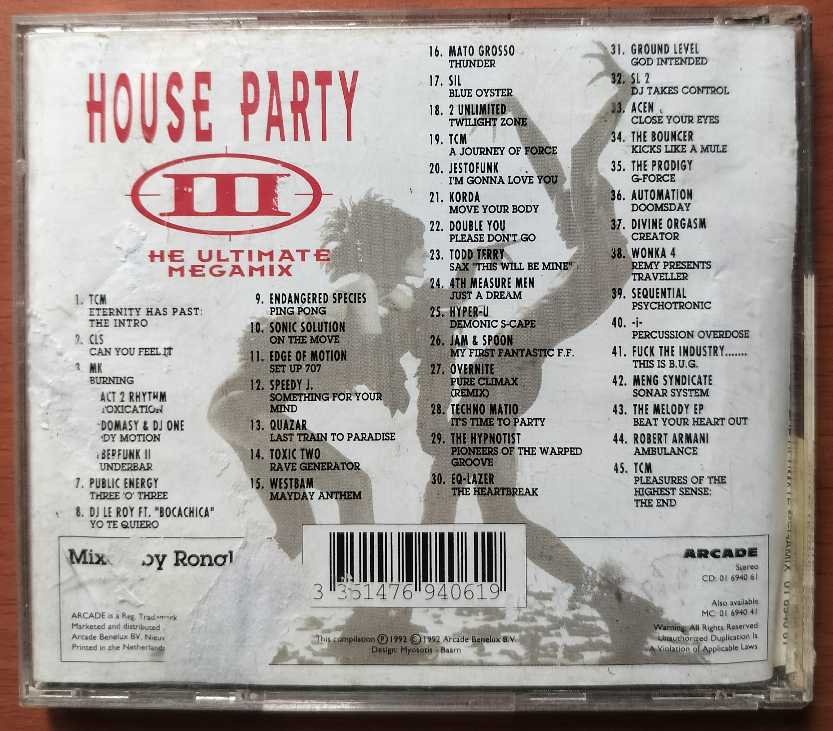 HOUSE PARTY
III
HE ULTIMATE
MEGAMIX
1. TCM
ETERNITY HAS PAST:
THE INTRO
2. CLS
CAN YOU FEEL IT
3. MK
BURNING
ACT 2 RHYTHM
TOXICATION
DOMASY & DJ ONE
DY MOTION
BERFUNK II
UNDERBAR
7. PUBLIC ENERGY
THREE 'O' THREE
8. DJ LE ROY FT. "BOCACHICA"
YO TE QUIERO
9. ENDANGERED SPECIES
PING PONG
10. SONIC SOLUTION
ON THE MOVE
11. EDGE OF MOTION
SET UP 707
12. SPEEDY J.
SOMETHING FOR YOUR
MIND
13. QUAZAR
LAST TRAIN TO PARADISE
14. TOXIC TWO
RAVE GENERATOR
15. WESTBAM
MAYDAY ANTHEM
16. MATO GROSSO
THUNDER
17. SIL
BLUE OYSTER
18. 2 UNLIMITED
TWILIGHT ZONE
19. TCM
A JOURNEY OF FORCE
20. JESTOFUNK
I'M GONNA LOVE YOU
21. KORDA
MOVE YOUR BODY
22. DOUBLE YOU
PLEASE DON'T GO
23. TODD TERRY
SAX "THIS WILL BE MINE"
24. 4TH MEASURE MEN
JUST A DREAM
25. HYPER-U
DEMONIC S-CAPE
26. JAM & SPOON
MY FIRST FANTASTIC F.F.
27. OVERNITE
PURE CLIMAX
(REMIX)
28. TECHNO MATIO
IT'S TIME TO PARTY
29. THE HYPNOTIST
PIONEERS OF THE WARPED
GROOVE
30. EQ-LAZER
THE HEARTBREAK
31. GROUND LEVEL
GOD INTENDED
32. SL 2
DJ TAKES CONTROL
33. ACEN
CLOSE YOUR EYES
34. THE BOUNCER
KICKS LIKE A MULE
35. THE PRODIGY
G-FORCE
36. AUTOMATION
DOOMSDAY
37. DIVINE ORGASM
CREATOR
38. WONKA 4
REMY PRESENTS
TRAVELLER
39. SEQUENTIAL
PSYCHOTRONIC
40. -i-
PERCUSSION OVERDOSE
41. FUCK THE INDUSTRY.......
THIS IS B.U.G.
42. MENG SYNDICATE
SONAR SYSTEM
43. THE MELODY EP
BEAT YOUR HEART OUT
44. ROBERT ARMANI
AMBULANCE
45. TCM
PLEASURES OF THE
HIGHEST SENSE:
THE END
Mixe by Ronal
ARCADE is a Reg. Trademark
Marketed and distributed
Arcade Benelux BV, Nieuw
Printed in the Netherlands
3 351476 940619
This compilation Ⓟ 1992 © 1992 Arcade Benelux B.V.
Design: Myosotis - Baarn
ARCADE
Stereo
CD: 01 6940 61
Also available
MC: 01 6940 41
Warning: All Rights Reserved
Unauthorized Duplication Is
A Violation of Applicable Laws